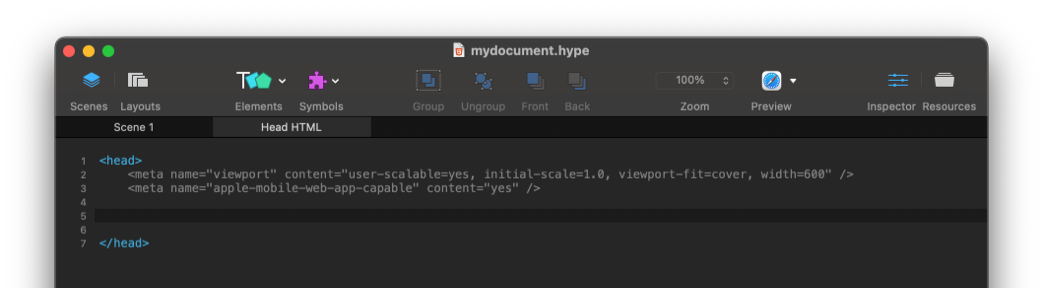 mydocument.hype
100%
Scenes Layouts Elements Symbols Group Ungroup Front Back Zoom Preview Inspector Resources
Scene 1 Head HTML
1 <head>
2 <meta name="viewport" content="user-scalable=yes, initial-scale=1.0, viewport-fit=cover, width=600" />
3 <meta name="apple-mobile-web-app-capable" content="yes" />
4
5
6
7 </head>